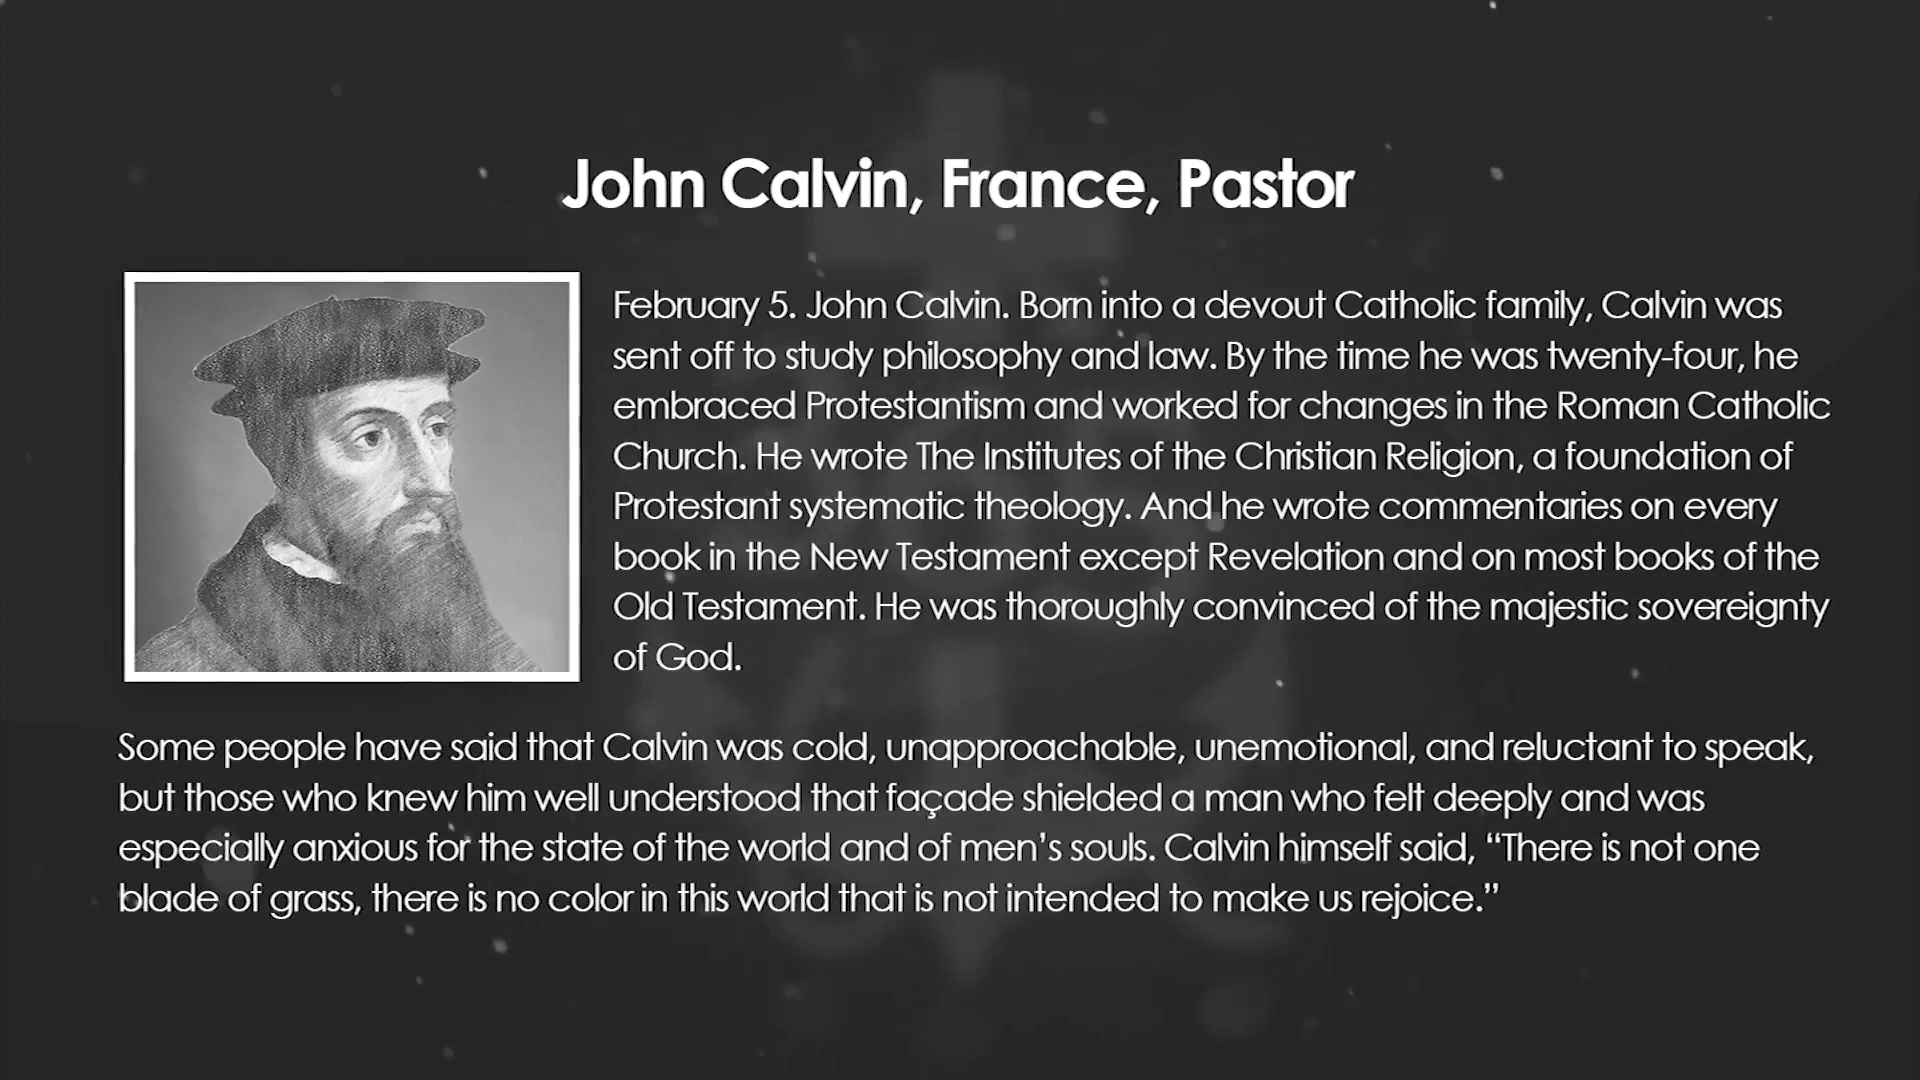 John Calvin, France, Pastor
February 5. John Calvin. Born into a devout Catholic family, Calvin was
sent off to study philosophy and law. By the time he was twenty-four, he
embraced Protestantism and worked for changes in the Roman Catholic
Church. He wrote The Institutes of the Christian Religion, a foundation of
Protestant systematic theology. And he wrote commentaries on every
book in the New Testament except Revelation and on most books of the
Old Testament. He was thoroughly convinced of the majestic sovereignty
of God.
Some people have said that Calvin was cold, unapproachable, unemotional, and reluctant to speak,
but those who knew him well understood that façade shielded a man who felt deeply and was
especially anxious for the state of the world and of men’s souls. Calvin himself said, “There is not one
blade of grass, there is no color in this world that is not intended to make us rejoice.”